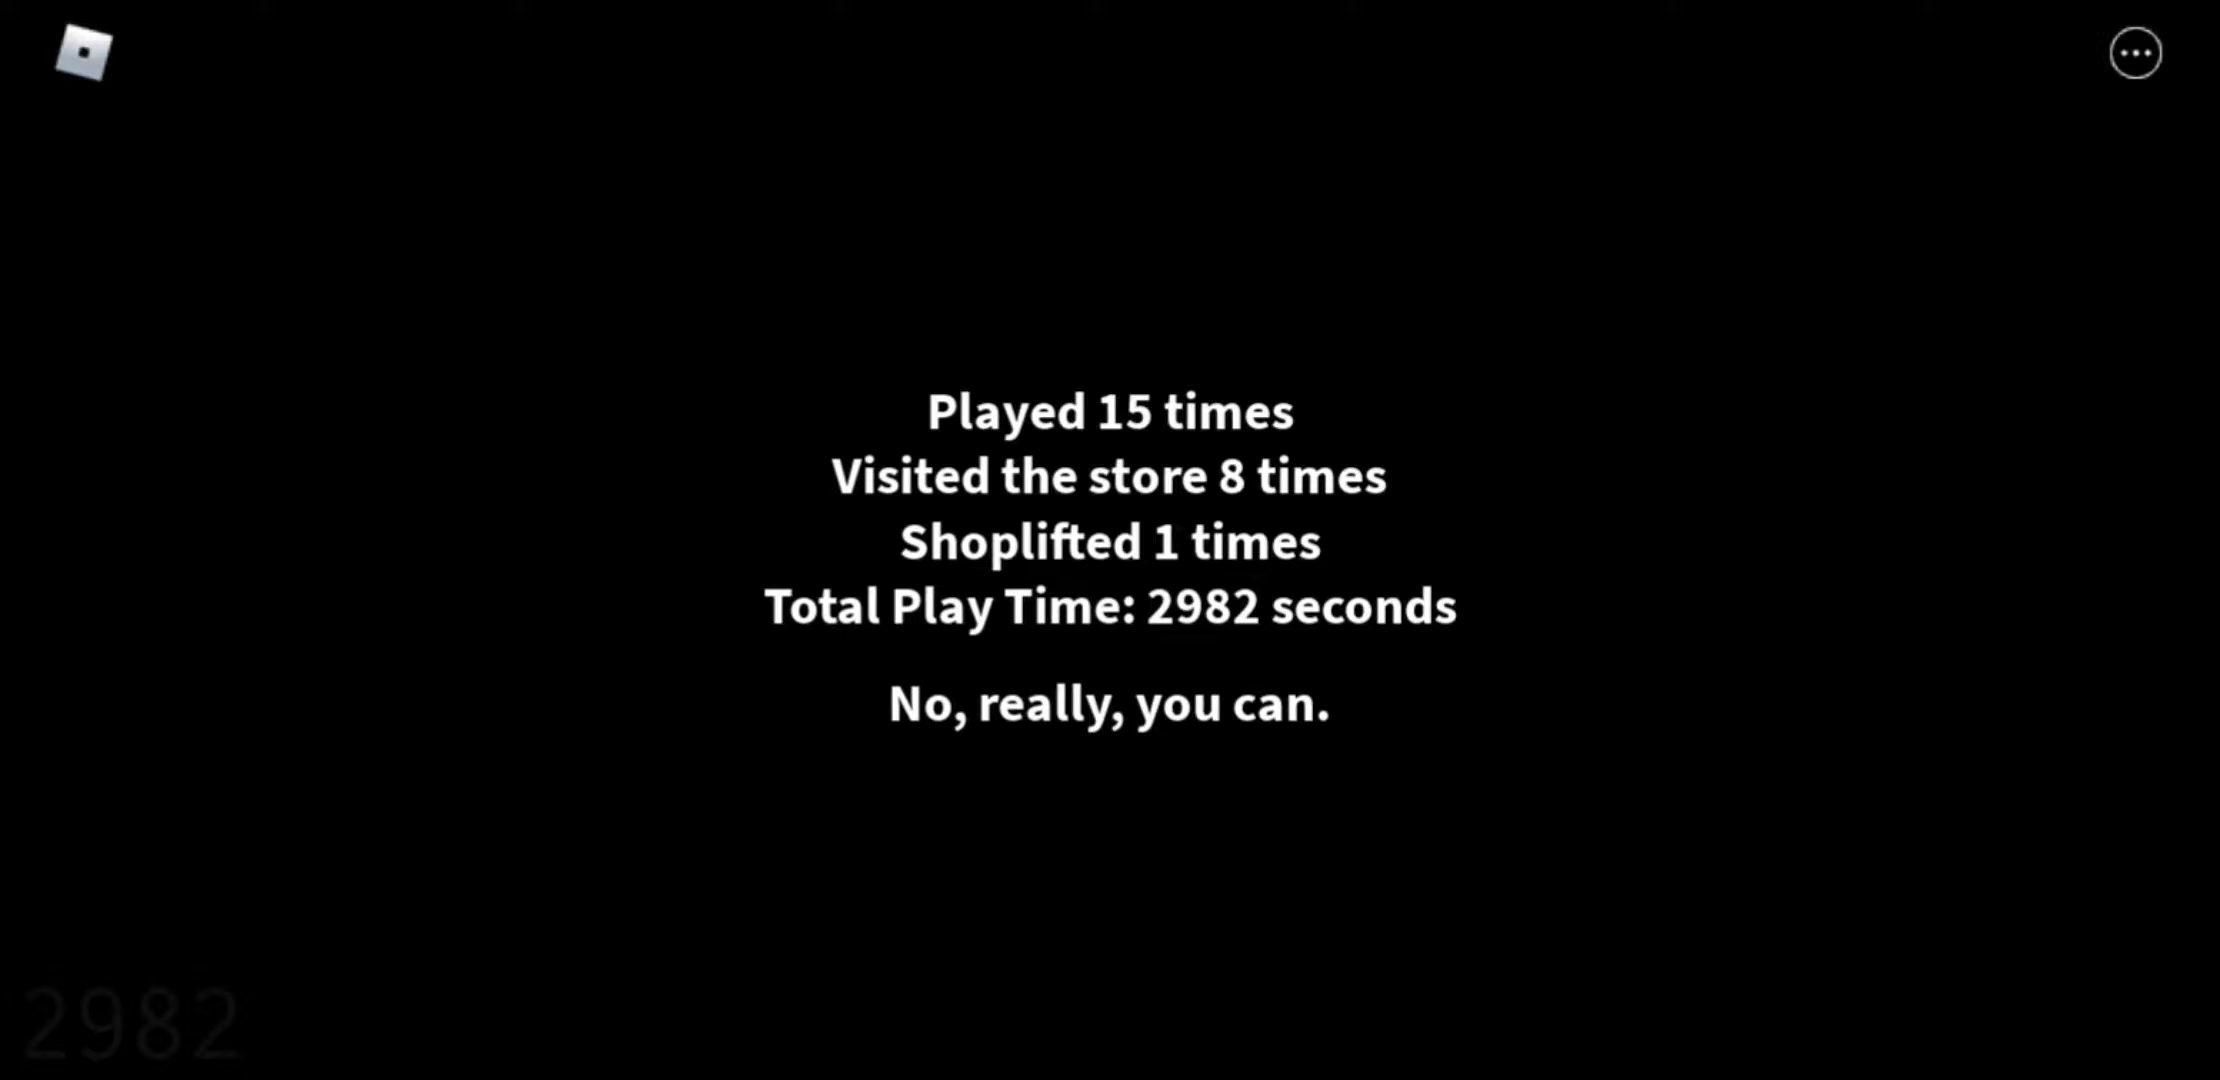 Played 15 times
Visited the store 8 times
Shoplifted 1 times
Total Play Time: 2982 seconds
No, really, you can.
2982